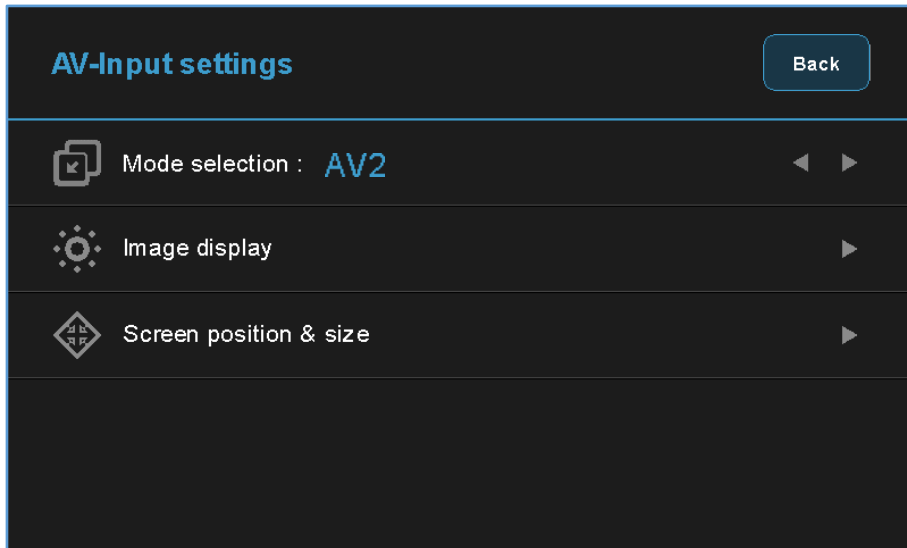 AV-Input settings
Back
Mode selection : AV2
Image display
Screen position & size